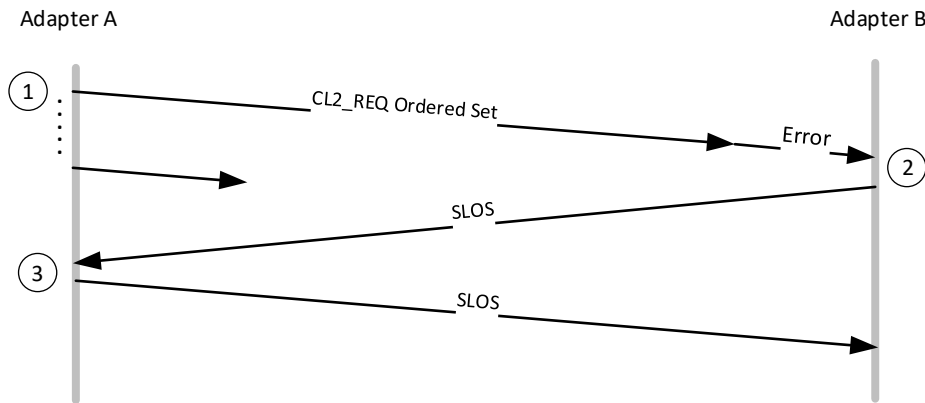 Adapter A
Adapter B
1
CL2_REQ Ordered Set
Error
2
SLOS
3
SLOS